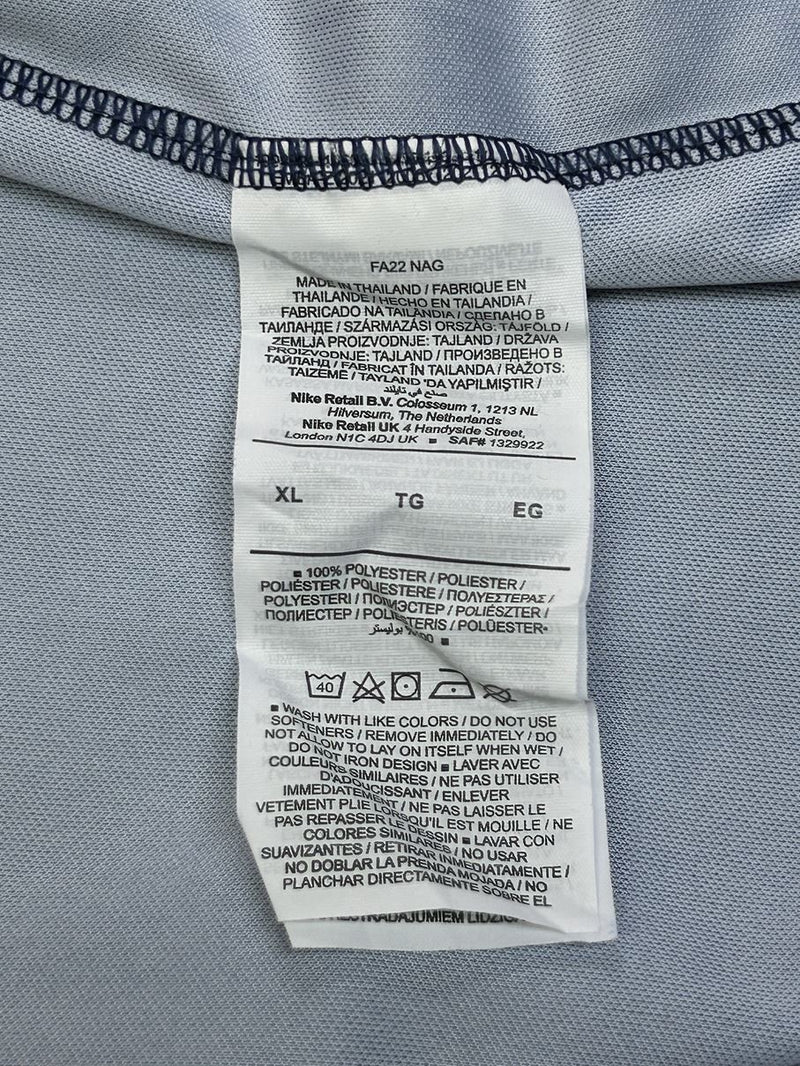 FA22 NAG
MADE IN THAILAND / FABRIQUE EN
THAILANDE / HECHO EN TAILANDIA /
FABRICADO NA TAILÂNDIA / СДЕЛАНО В
ТАИЛАНДЕ / SZÁRMAZÁSI ORSZÁG: TAJFÖLD /
ZEMLJA PROIZVODNJE: TAJLAND / DRŽAVA
PROIZVODNJE: TAJLAND / ПРОИЗВЕДЕНО В
ТАЙЛАНД / FABRICAT ÎN TAILANDA / RAŽOTS:
TAIZEME / TAYLAND 'DA YAPILMIŞTIR /
صنع في تايلند
Nike Retail B.V. Colosseum 1, 1213 NL
Hilversum, The Netherlands
Nike Retail UK 4 Handyside Street,
London N1C 4DJ UK ■ SAF# 1329922
XL TG EG
■ 100% POLYESTER / POLIESTER /
POLIÉSTER / POLIESTERE / ΠΟΛΥΕΣΤΕΡΑΣ /
POLYESTERI / ПОЛИЭСТЕР / POLIÉSZTER /
ПОЛИЕСТЕР / POLIESTERIS / POLÜESTER■
بوليستر ■
40
■ WASH WITH LIKE COLORS / DO NOT USE
SOFTENERS / REMOVE IMMEDIATELY / DO
NOT ALLOW TO LAY ON ITSELF WHEN WET /
DO NOT IRON DESIGN ■ LAVER AVEC
COULEURS SIMILAIRES / NE PAS UTILISER
D'ADOUCISSANT / ENLEVER
IMMEDIATEMENT / NE PAS LAISSER LE
VETEMENT PLIE LORSQU'IL EST MOUILLE / NE
PAS REPASSER LE DESSIN ■ LAVAR CON
COLORES SIMILARES / NO USAR
SUAVIZANTES / RETIRAR INMEDIATAMENTE /
NO DOBLAR LA PRENDA MOJADA / NO
PLANCHAR DIRECTAMENTE SOBRE EL